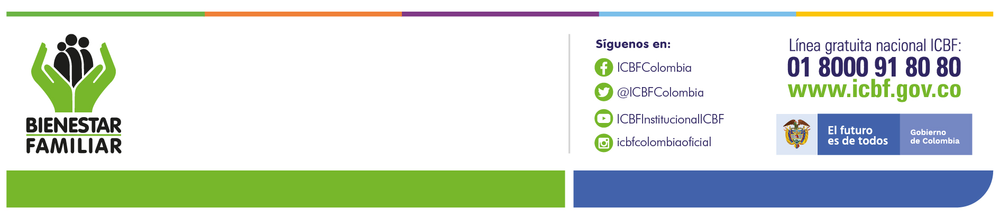 BIENESTAR
FAMILIAR
Síguenos en:
ICBFColombia
@ICBFColombia
ICBFInstitucionalICBF
icbfcolombiaoficial
Línea gratuita nacional ICBF:
01 8000 91 80 80
www.icbf.gov.co
El futuro
es de todos
Gobierno
de Colombia